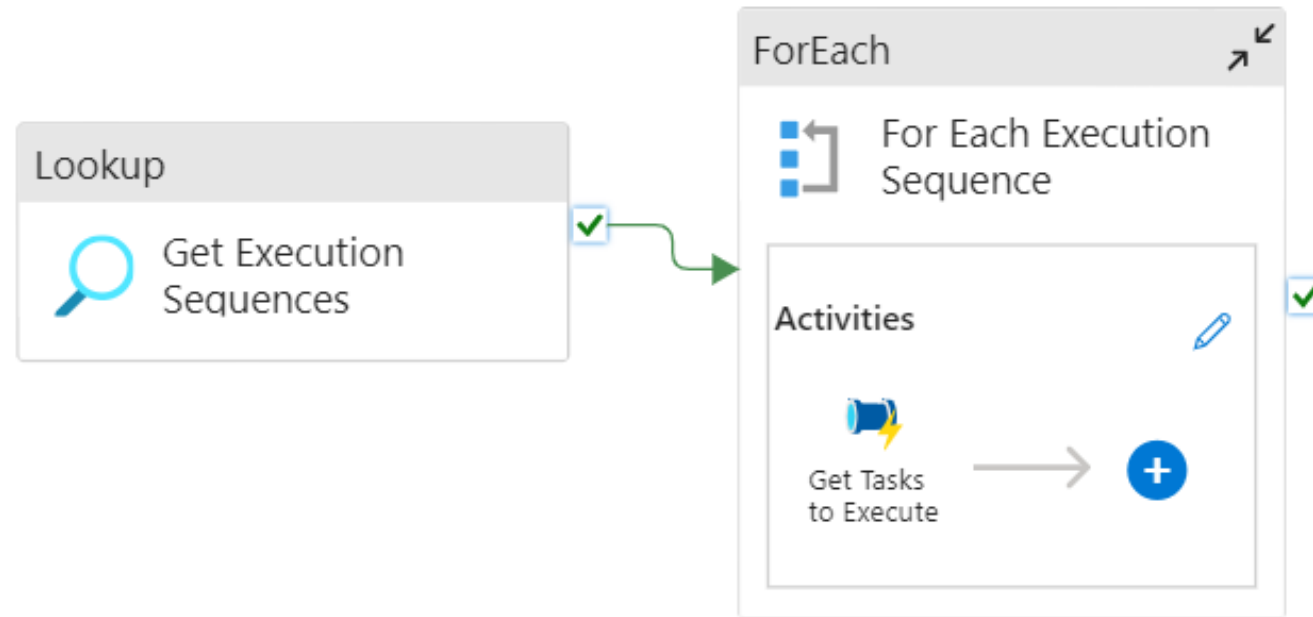 Lookup
Get Execution
Sequences
ForEach
For Each Execution
Sequence
Activities
Get Tasks
to Execute